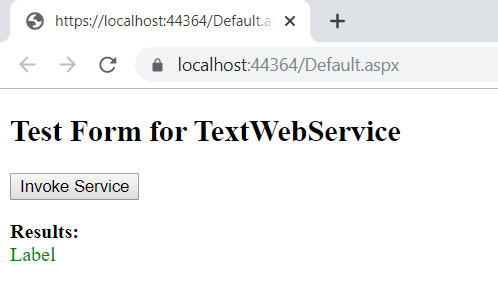 https://localhost:44364/Default.a
localhost:44364/Default.aspx
Test Form for TextWebService
Invoke Service
Results:
Label